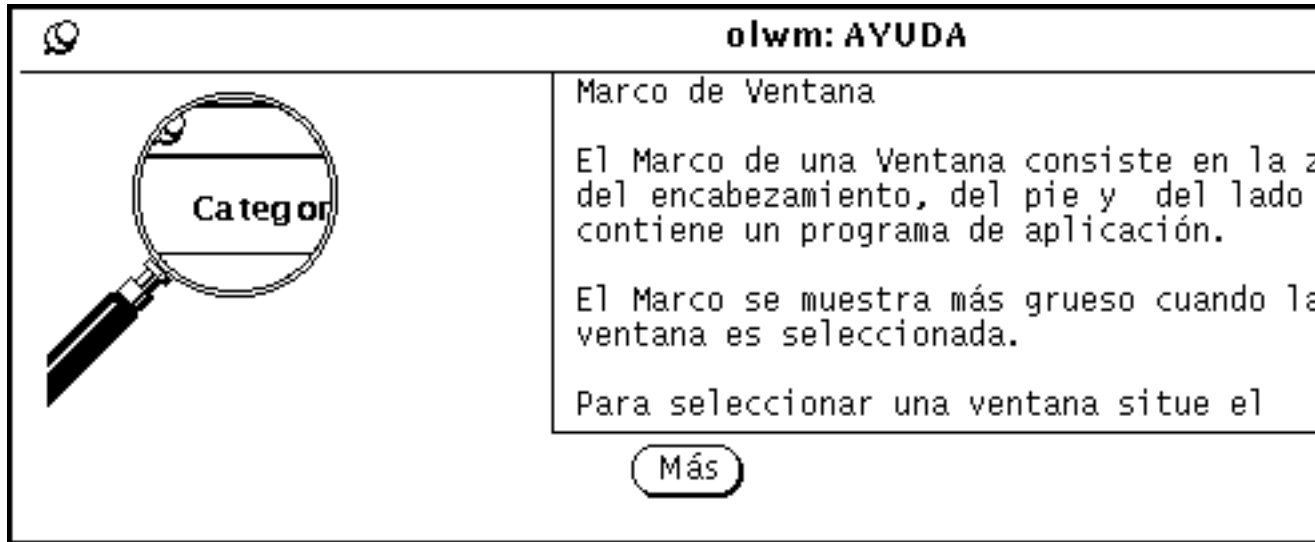 olwm: AYUDA
Categor
Marco de Ventana
El Marco de una Ventana consiste en la z
del encabezamiento, del pie y  del lado
contiene un programa de aplicación.
El Marco se muestra más grueso cuando la
ventana es seleccionada.
Para seleccionar una ventana situe el
Más